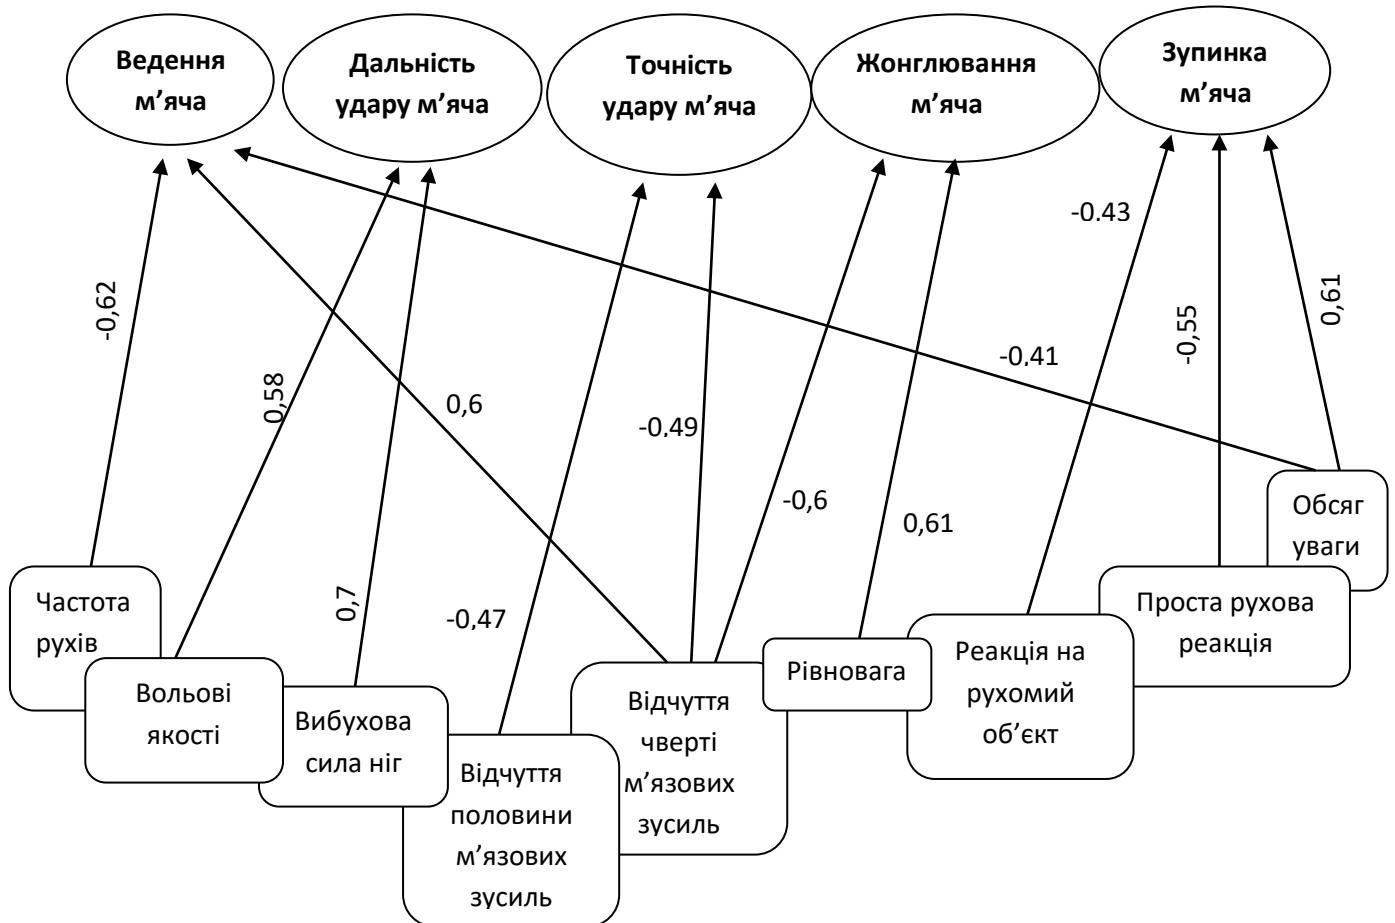 Ведення
м’яча
Дальність
удару м’яча
Точність
удару м’яча
Жонглювання
м’яча
Зупинка
м’яча
-0,62
0,58
0,7
0,6
-0,47
-0,49
-0,6
0,61
-0,41
-0.43
-0,55
0,61
Частота
рухів
Вольові
якості
Вибухова
сила ніг
Відчуття
половини
м’язових
зусиль
Відчуття
чверті
м’язових
зусиль
Рівновага
Реакція на
рухомий
об’єкт
Проста рухова
реакція
Обсяг
уваги